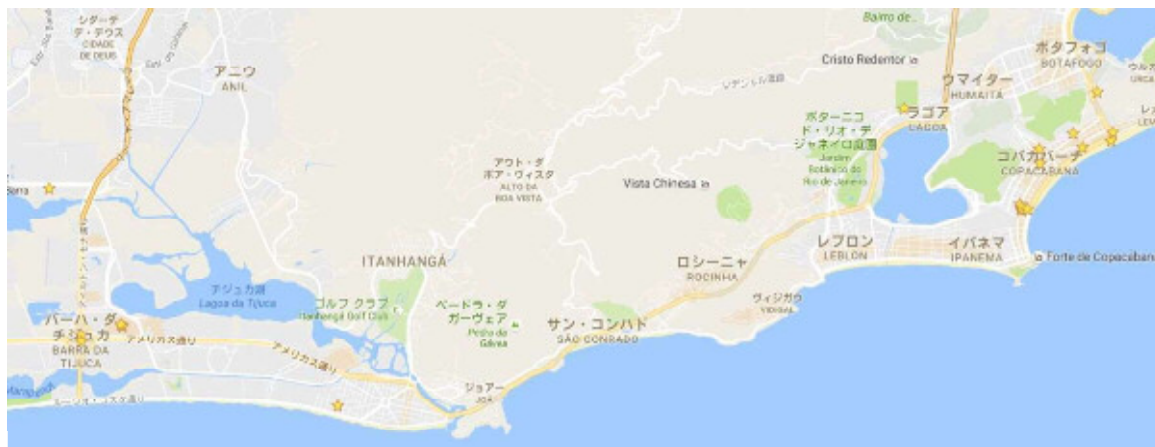 シダーデ
デ・デウス
CIDADE
DE DEUS
アニウ
ANIL
Bairro de...
Cristo Redentor
ボタフォゴ
BOTAFOGO
ウマイター
HUMAITÁ
URCA
ラゴア
LAGOA
ボターニコ
ド・リオ・デ
ジャネイロ庭園
Jardim
Botânico do
Rio de Janeiro
コパカバーナ
COPACABANA
アウト・ダ
ボア・ヴィスタ
ALTO DA
BOA VISTA
Vista Chinesa
Barra
ITANHANGÁ
ロシーニャ
ROCINHA
レブロン
LEBLON
イパネマ
IPANEMA
Forte de Copacabana
チジュカ湖
Lagoa da Tijuca
ゴルフ クラブ
Itanhangá Golf Club
ペードラ・ダ
ガーヴェア
Pedra da
Gávea
ヴィジガウ
VIDIGAL
サン・コンハド
SÃO CONRADO
バーハ・ダ
チジュカ
BARRA DA
TIJUCA
アメリカス通り
アメリカス通り
ジョアー
JOÁ
Marapendi